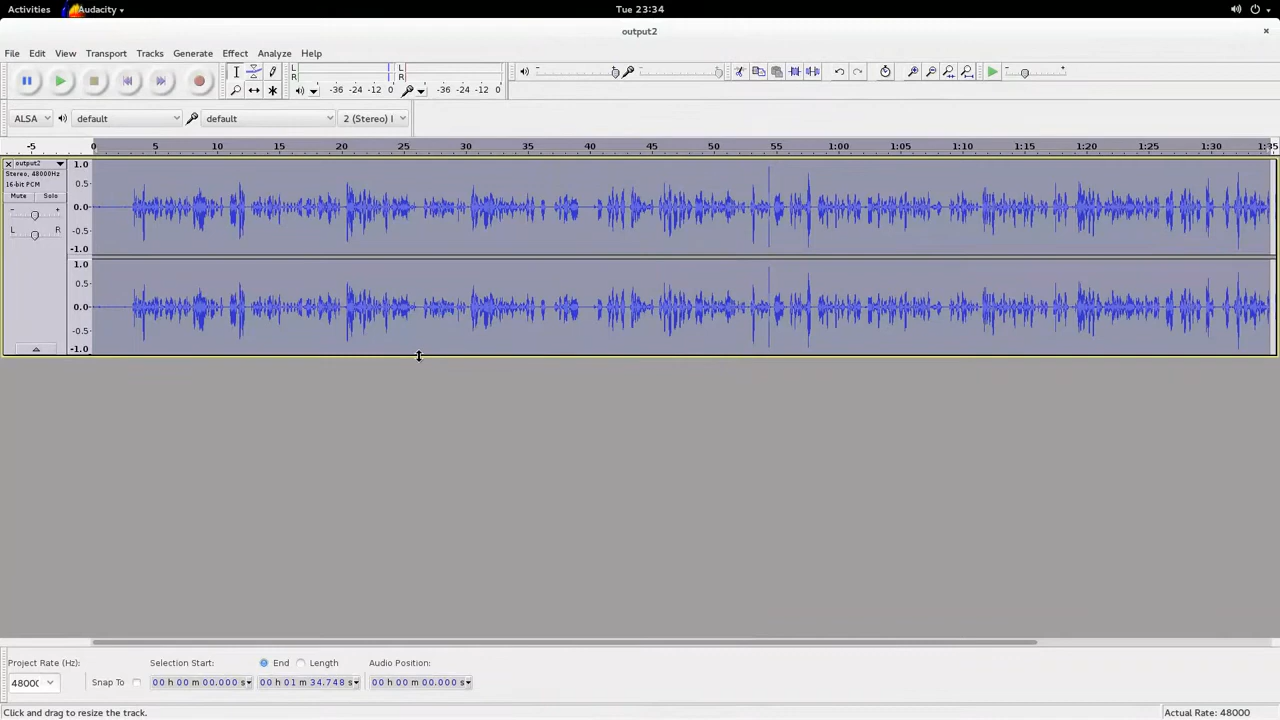 Activities Audacity Tue 23:34
output2
File Edit View Transport Tracks Generate Effect Analyze Help
L R L R
-36 -24 -12 0 -36 -24 -12 0
ALSA default default 2 (Stereo) I
-5 0 5 10 15 20 25 30 35 40 45 50 55 1:00 1:05 1:10 1:15 1:20 1:25 1:30 1:35
output2
Stereo, 48000Hz
16-bit PCM
Mute Solo
- +
L R
1.0
0.5
0.0
-0.5
-1.0
1.0
0.5
0.0
-0.5
-1.0
Project Rate (Hz): Selection Start: End Length Audio Position:
48000 Snap To 00 h 00 m 00.000 s 00 h 01 m 34.748 s 00 h 00 m 00.000 s
Click and drag to resize the track. Actual Rate: 48000